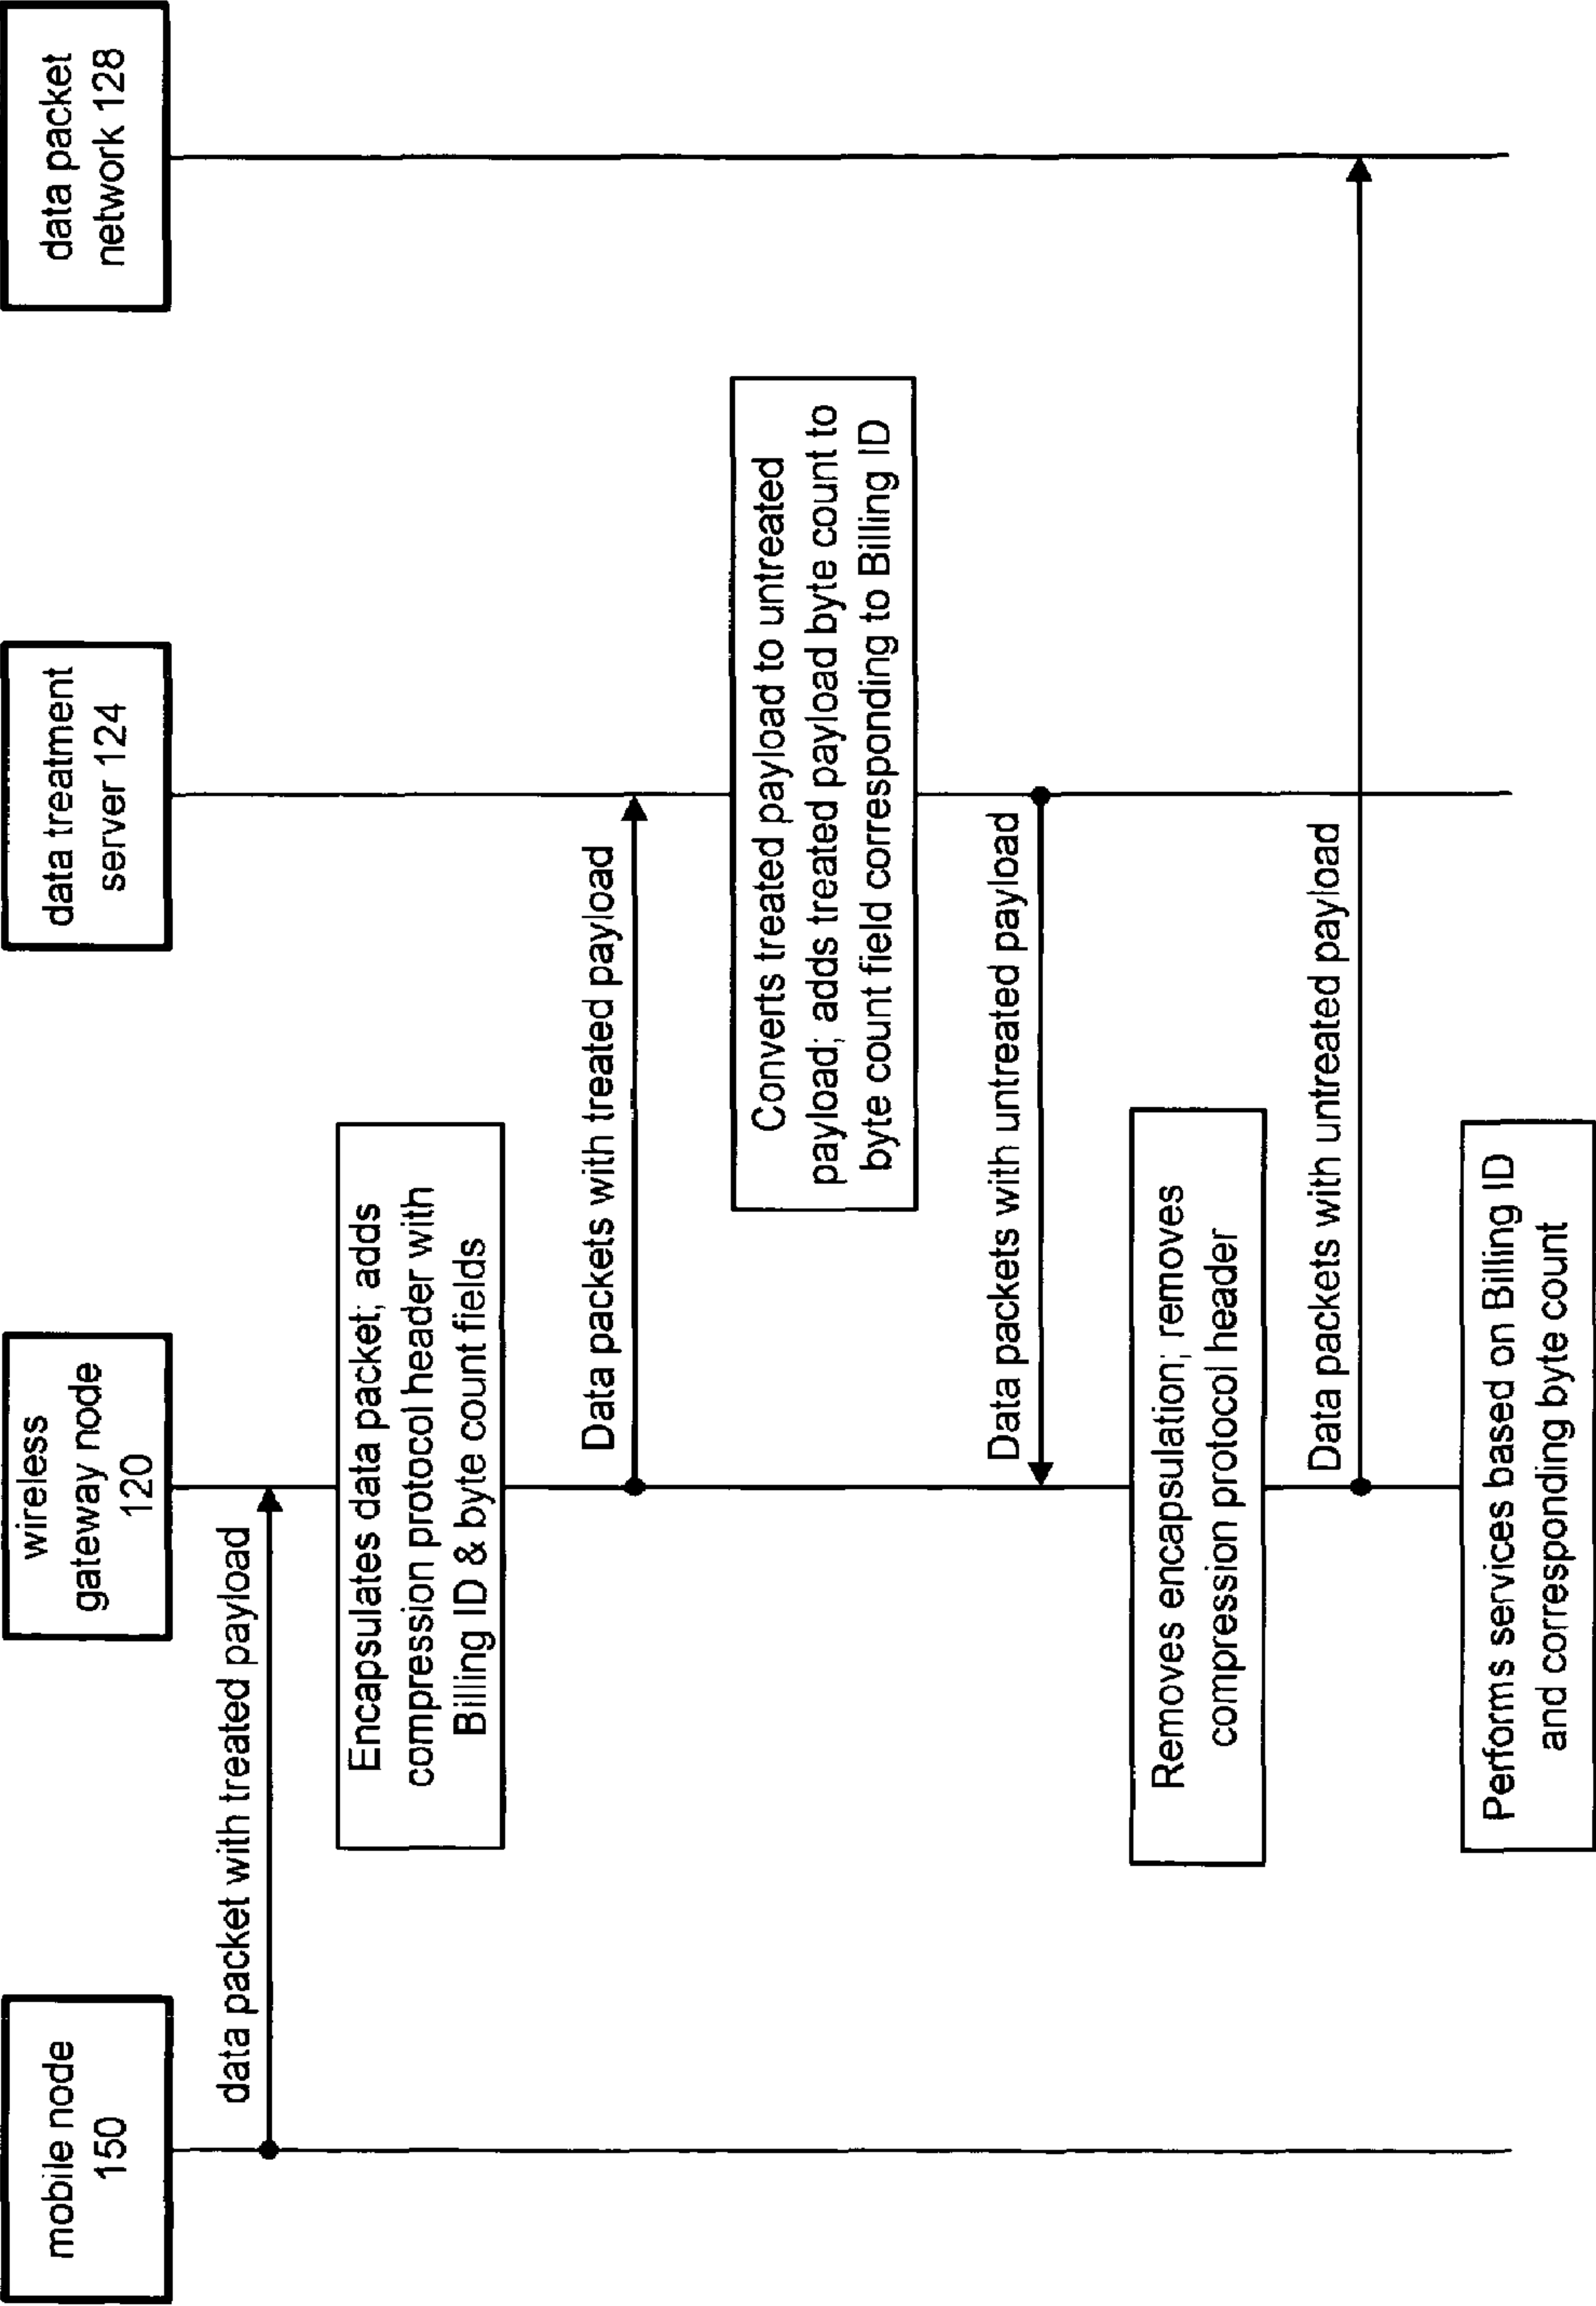 mobile node
150
wireless
gateway node
120
data treatment
server 124
data packet
network 128
data packet with treated payload
Encapsulates data packet; adds
compression protocol header with
Billing ID & byte count fields
Data packets with treated payload
Converts treated payload to untreated
payload; adds treated payload byte count to
byte count field corresponding to Billing ID
Data packets with untreated payload
Removes encapsulation; removes
compression protocol header
Data packets with untreated payload
Performs services based on Billing ID
and corresponding byte count